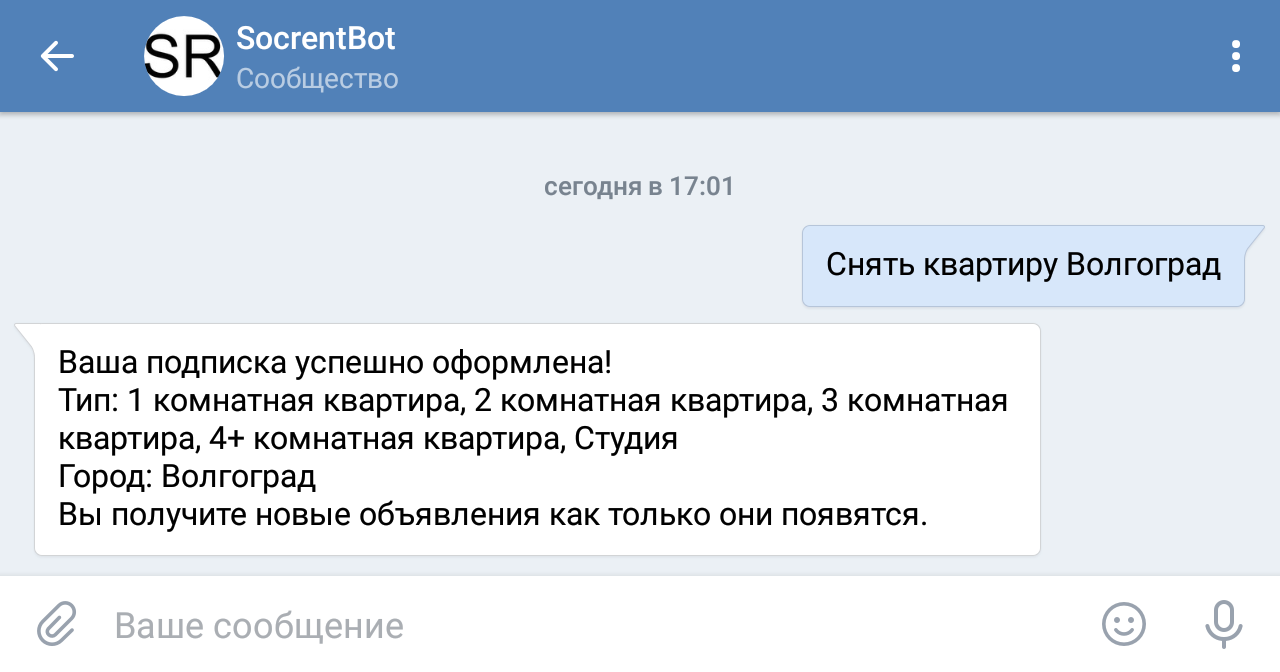 SR
SocrentBot
Сообщество
сегодня в 17:01
Снять квартиру Волгоград
Ваша подписка успешно оформлена!
Тип: 1 комнатная квартира, 2 комнатная квартира, 3 комнатная
квартира, 4+ комнатная квартира, Студия
Город: Волгоград
Вы получите новые объявления как только они появятся.
Ваше сообщение